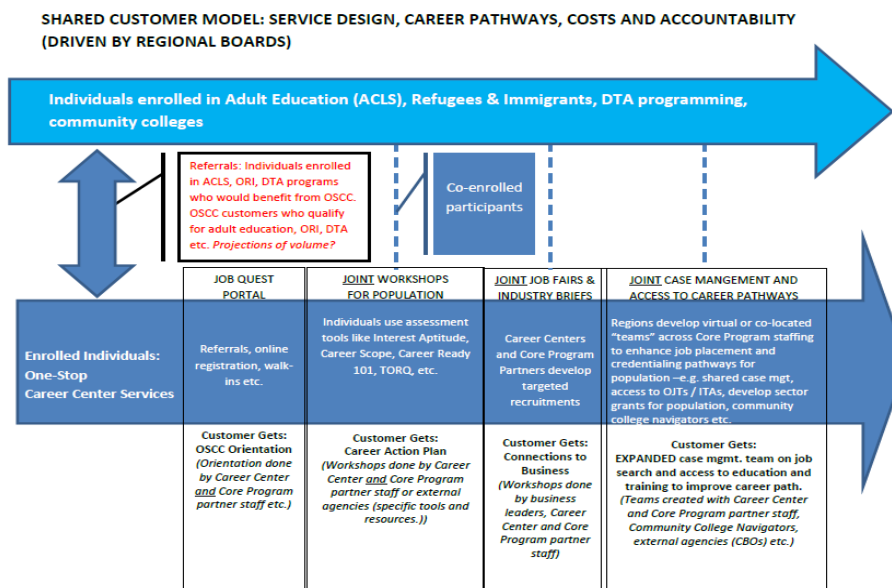 SHARED CUSTOMER MODEL: SERVICE DESIGN, CAREER PATHWAYS, COSTS AND ACCOUNTABILITY
(DRIVEN BY REGIONAL BOARDS)
Individuals enrolled in Adult Education (ACLS), Refugees & Immigrants, DTA programming,
community colleges
Referrals: Individuals enrolled
in ACLS, ORI, DTA programs
who would benefit from OSCC.
OSCC customers who qualify
for adult education, ORI, DTA
etc. Projections of volume?
Co-enrolled
participants
Enrolled Individuals:
One-Stop
Career Center Services
JOB QUEST
PORTAL
Referrals, online
registration, walk-
ins etc.
Customer Gets:
OSCC Orientation
(Orientation done
by Career Center
and Core Program
partner staff etc.)
JOINT WORKSHOPS
FOR POPULATION
Individuals use assessment
tools like Interest Aptitude,
Career Scope, Career Ready
101, TORQ, etc.
Customer Gets:
Career Action Plan
(Workshops done by Career
Center and Core Program
partner staff or external
agencies (specific tools and
resources.))
JOINT JOB FAIRS &
INDUSTRY BRIEFS
Career Centers
and Core Program
Partners develop
targeted
recruitments
Customer Gets:
Connections to
Business
(Workshops done
by business
leaders, Career
Center and Core
Program partner
staff)
JOINT CASE MANGEMENT AND
ACCESS TO CAREER PATHWAYS
Regions develop virtual or co-located
“teams” across Core Program staffing
to enhance job placement and
credentialing pathways for
population –e.g. shared case mgt,
access to OJTs / ITAs, develop sector
grants for population, community
college navigators etc.
Customer Gets:
EXPANDED case mgmt. team on job
search and access to education and
training to improve career path.
(Teams created with Career Center
and Core Program partner staff,
Community College Navigators,
external agencies (CBOs) etc.)